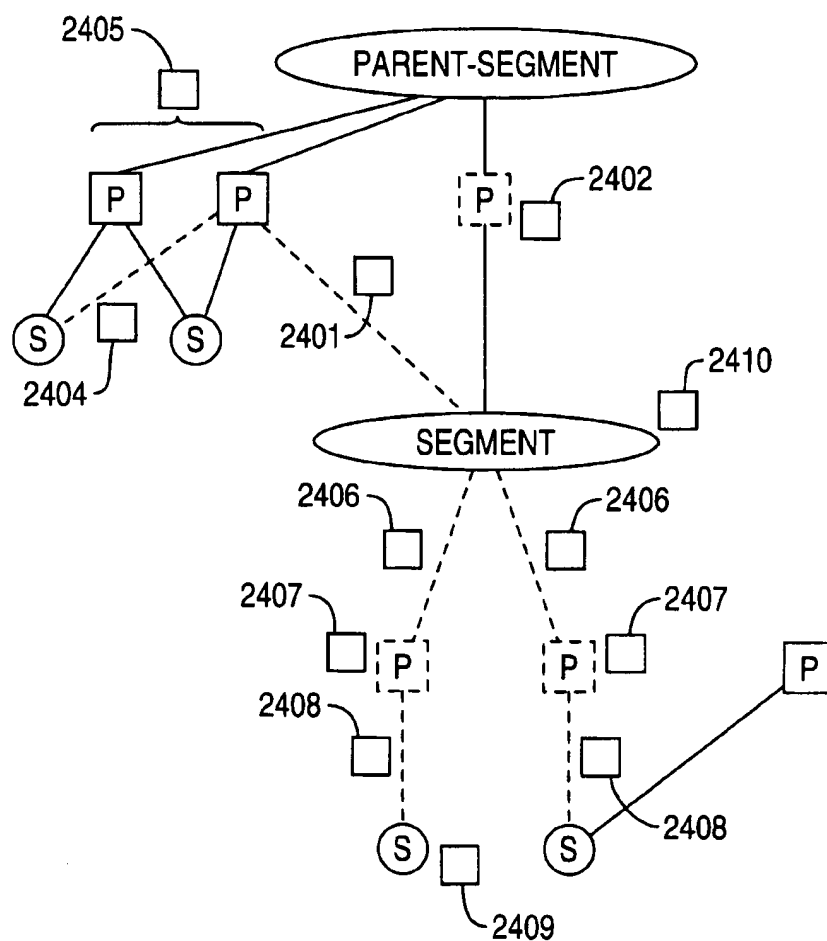 2405
PARENT-SEGMENT
P
P
P
2402
S
S
2401
2404
2410
SEGMENT
2406
2406
2407
2407
P
P
P
2408
S
S
2408
2409